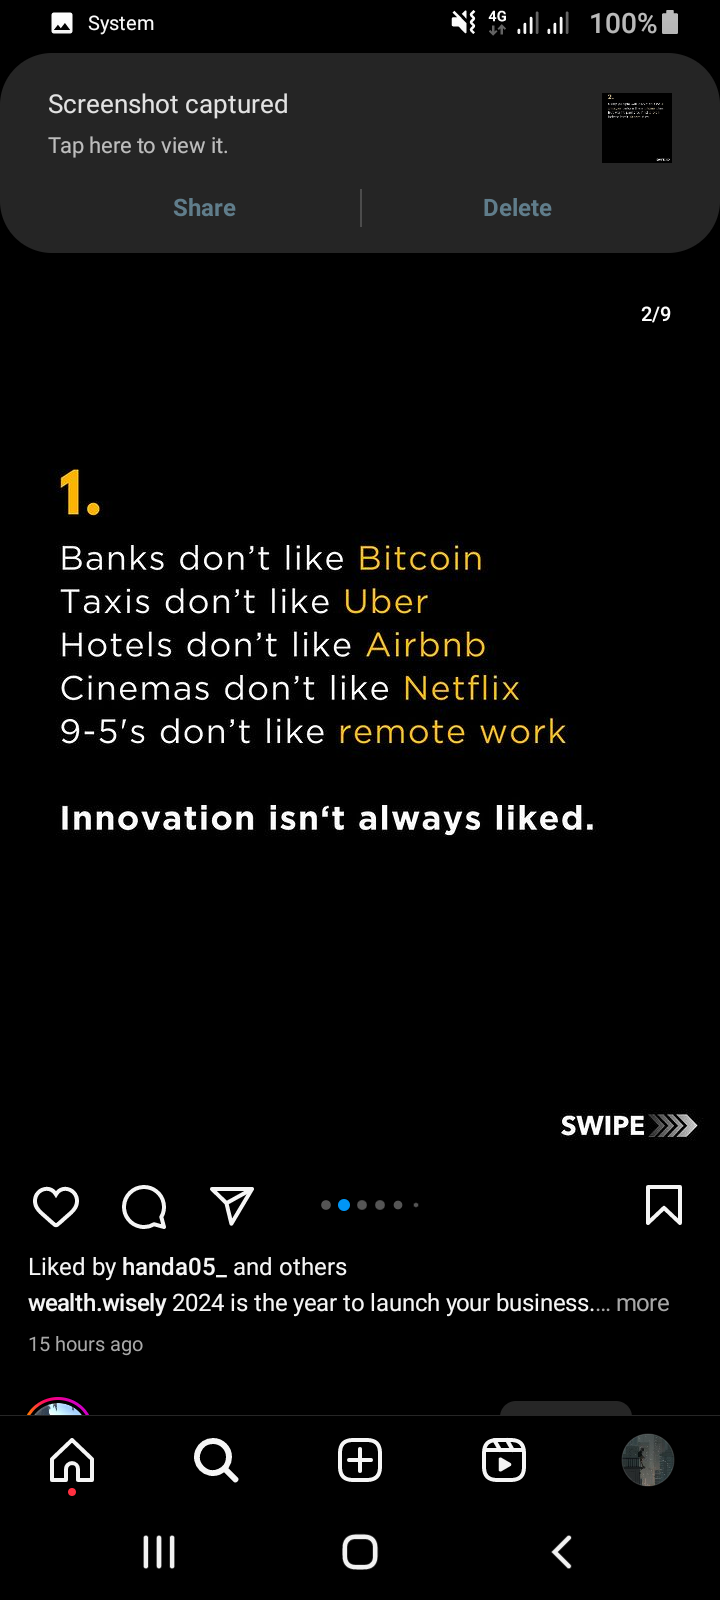 System
4G
100%
Screenshot captured
Tap here to view it.
Share
Delete
2/9
1.
Banks don’t like Bitcoin
Taxis don’t like Uber
Hotels don’t like Airbnb
Cinemas don’t like Netflix
9-5's don’t like remote work
Innovation isn‘t always liked.
SWIPE
Liked by handa05_ and others
wealth.wisely 2024 is the year to launch your business.... more
15 hours ago